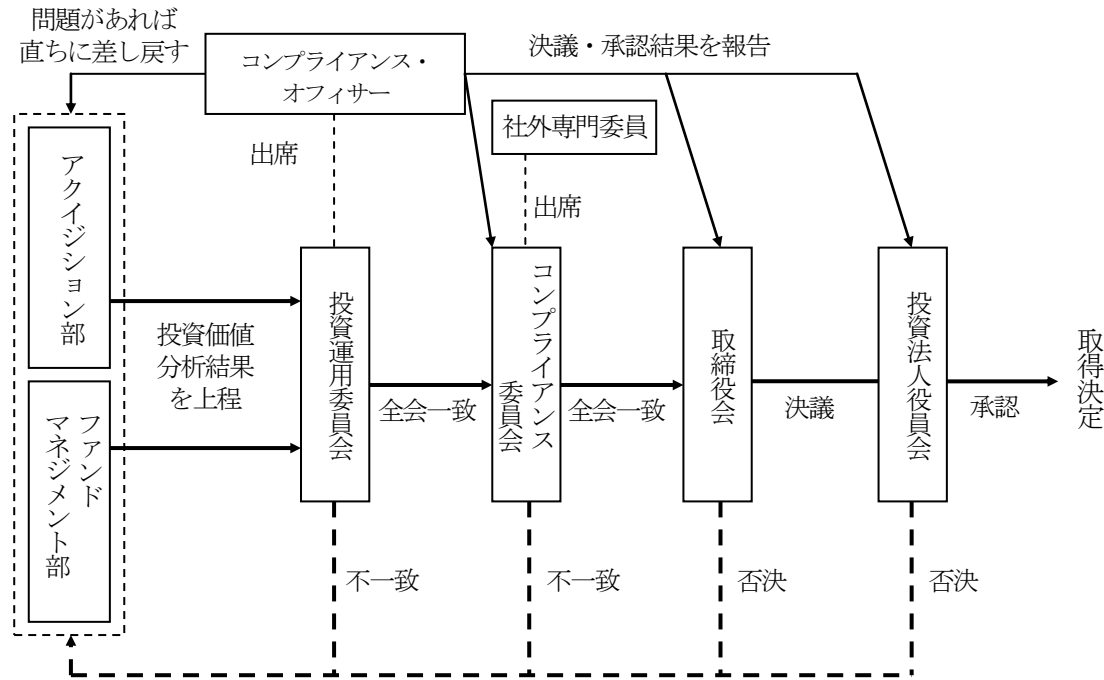 問題があれば
直ちに差し戻す
コンプライアンス・
オフィサー
決議・承認結果を報告
社外専門委員
出席
出席
アクイジション部
ファンド
マネジメント部
投資価値
分析結果
を上程
投資運用委員会
全会一致
コンプライアンス
委員会
全会一致
取締役会
決議
投資法人役員会
承認
取得決定
不一致
不一致
否決
否決